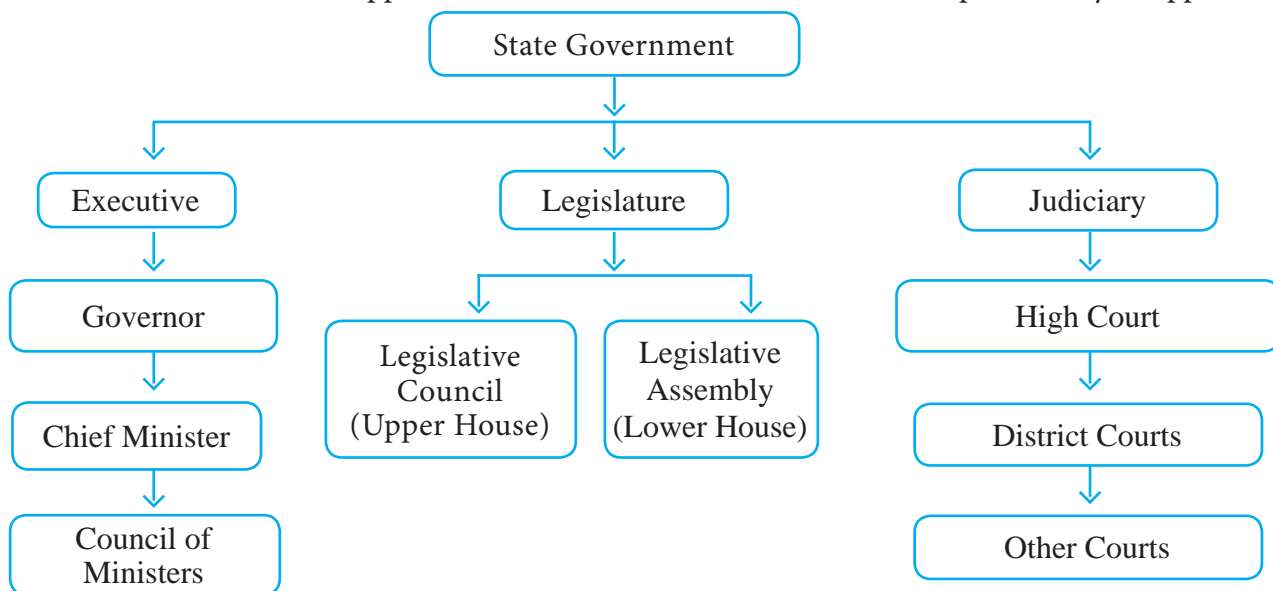 State Government
Executive
Legislature
Judiciary
Governor
Legislative
Council
(Upper House)
Legislative
Assembly
(Lower House)
High Court
Chief Minister
District Courts
Council of
Ministers
Other Courts